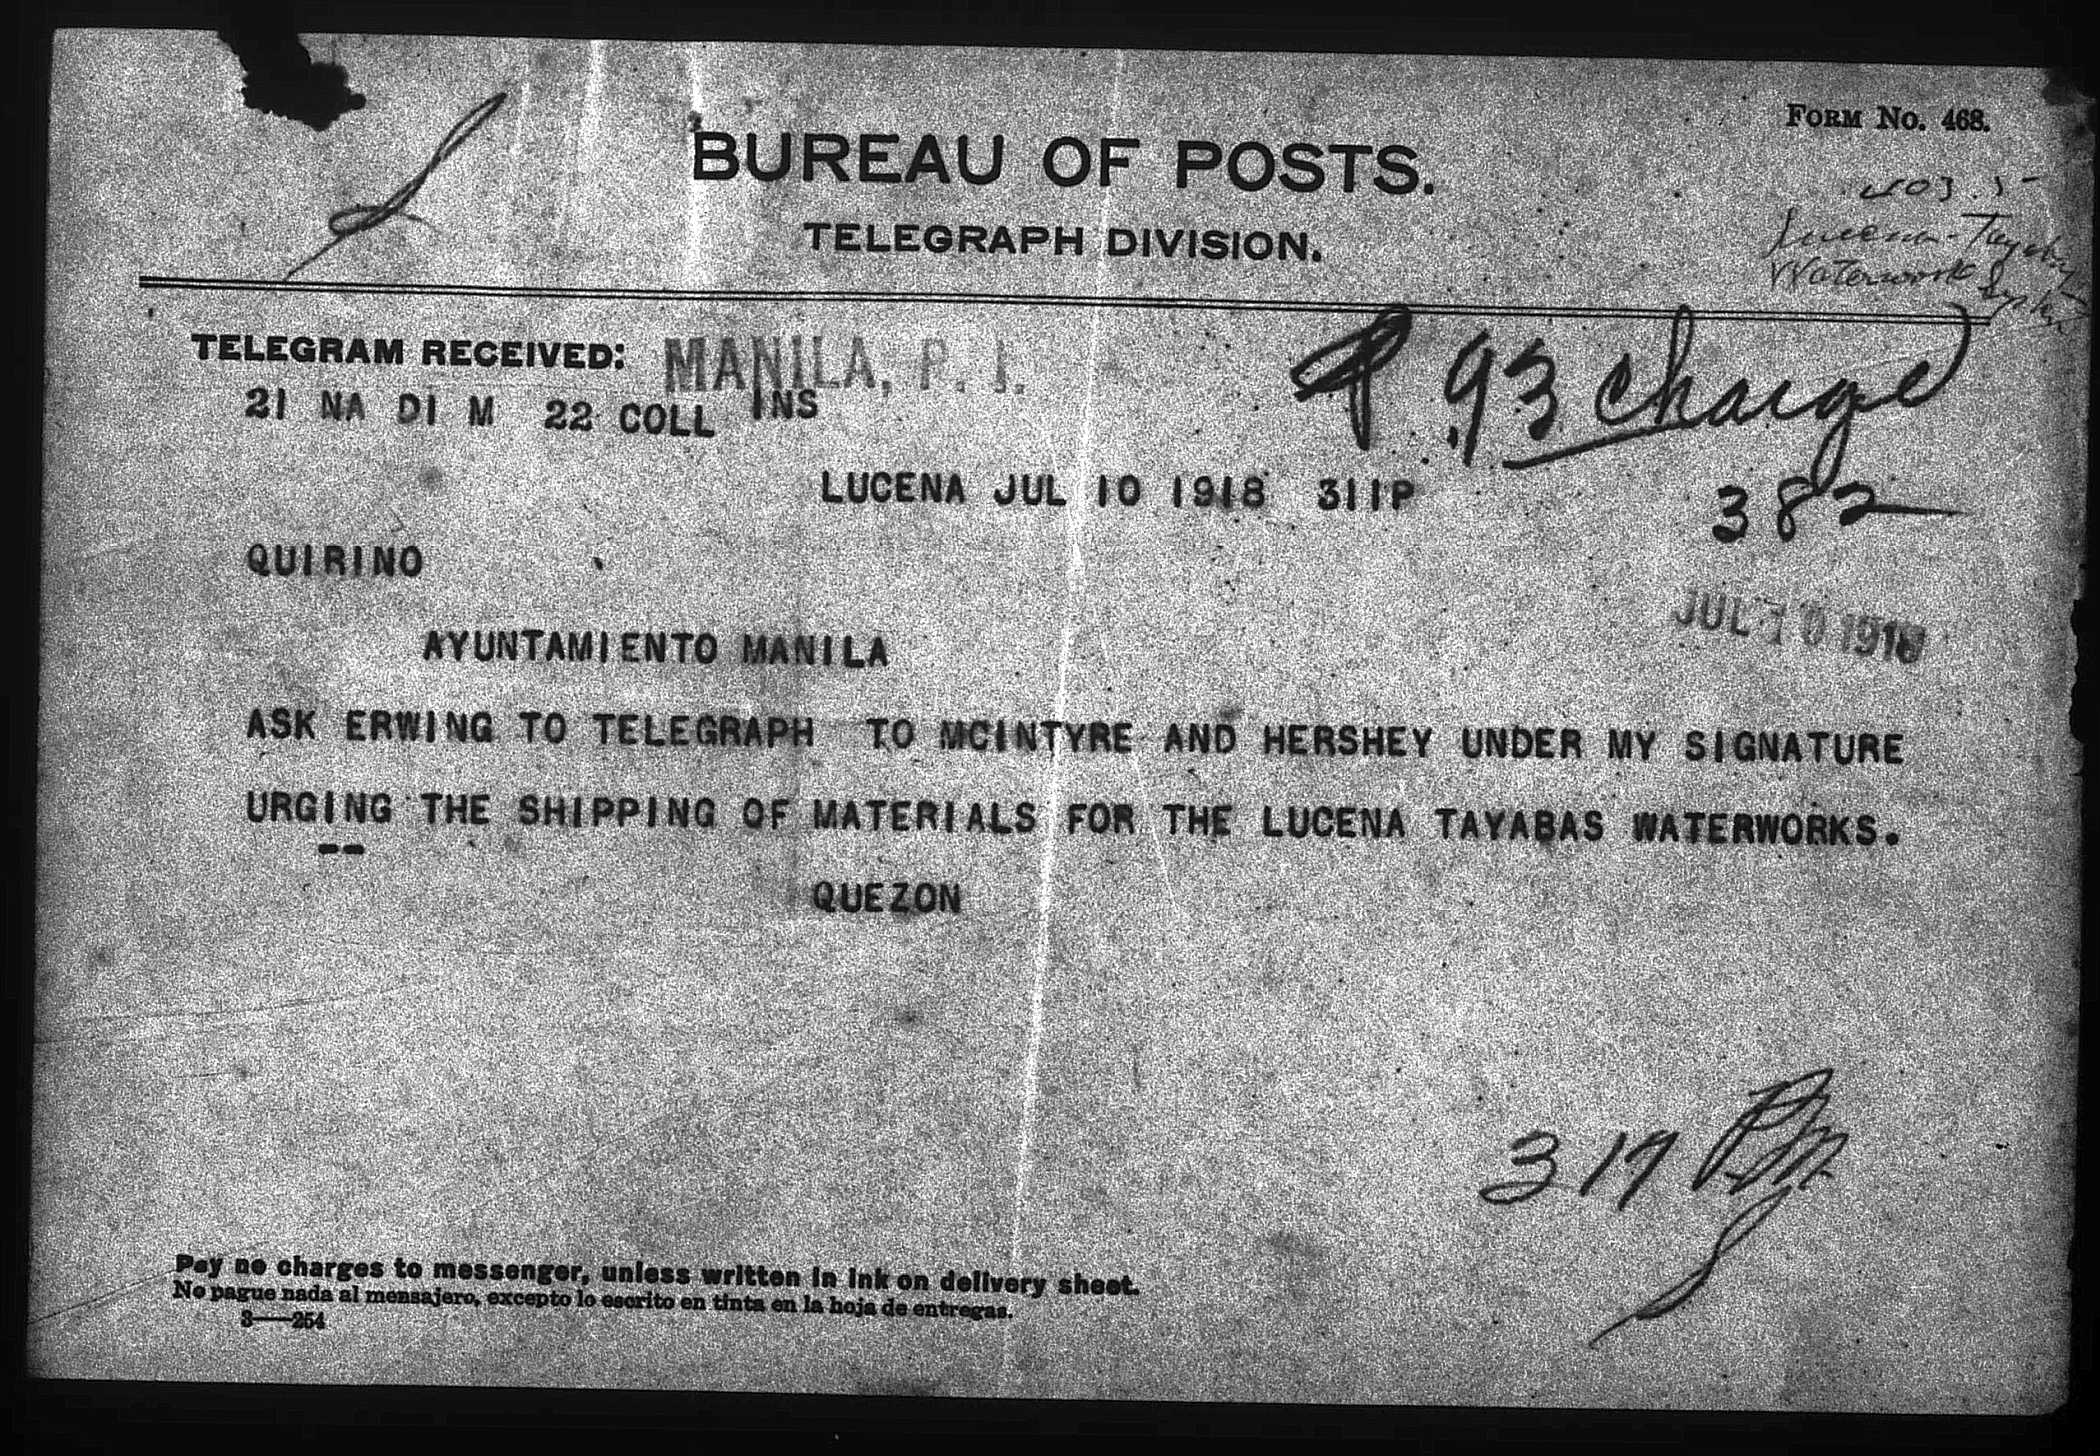 FORM No. 468.
BUREAU OF POSTS.
TELEGRAPH DIVISION.
Lucena-Tayabas
Waterwork System
TELEGRAM RECEIVED: MANILA, P. I.
.93 charge
21 NA DI M 22 COLL INS
382
LUCENA JUL 10 1918 311P
QUIRINO
JUL 10 1918
AYUNTAMIENTO MANILA
ASK ERWING TO TELEGRAPH TO MCINTYRE AND HERSHEY UNDER MY SIGNATURE
URGING THE SHIPPING OF MATERIALS FOR THE LUCENA TAYABAS WATERWORKS.
--
QUEZON
317 PM
Pay no charges to messenger, unless written in ink on delivery sheet.
No pague nada al mensajero, excepto lo escrito en tinta en la hoja de entregas.
3—254